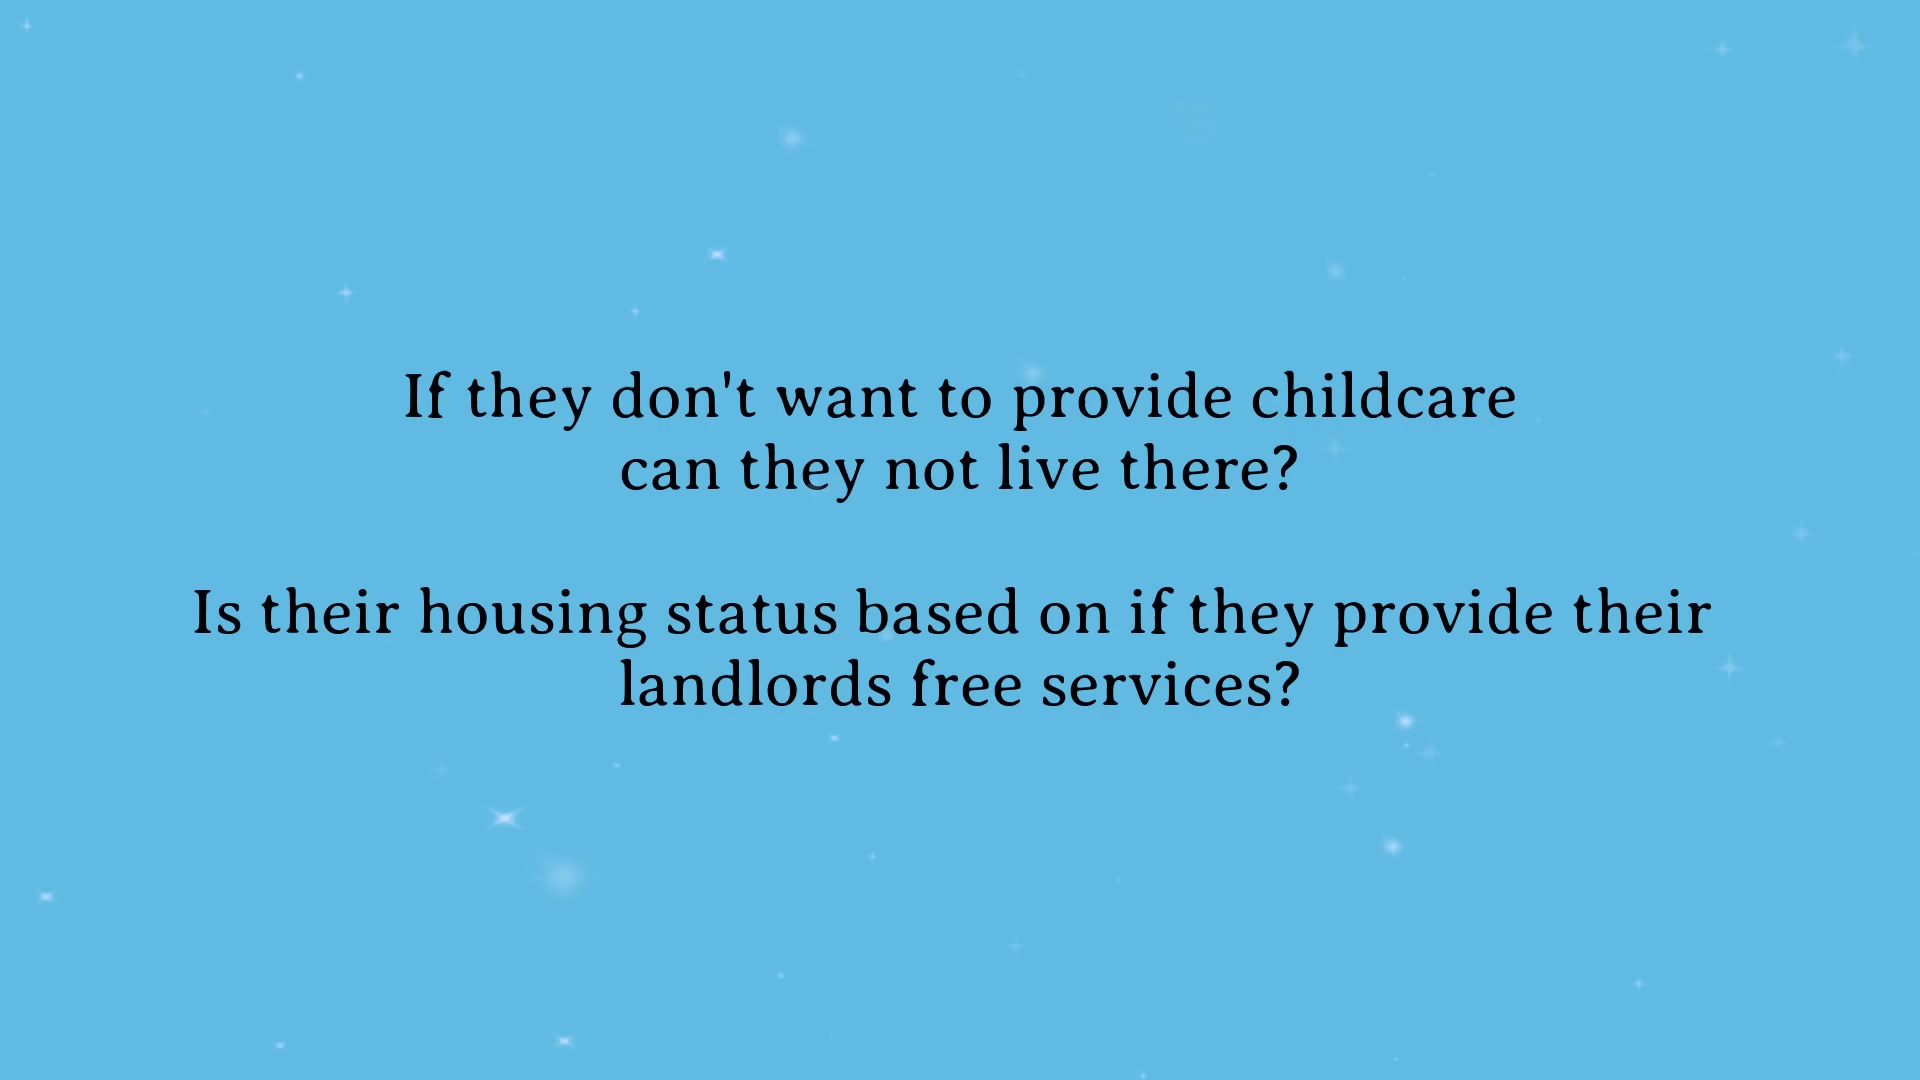 If they don't want to provide childcare
can they not live there?
Is their housing status based on if they provide their
landlords free services?